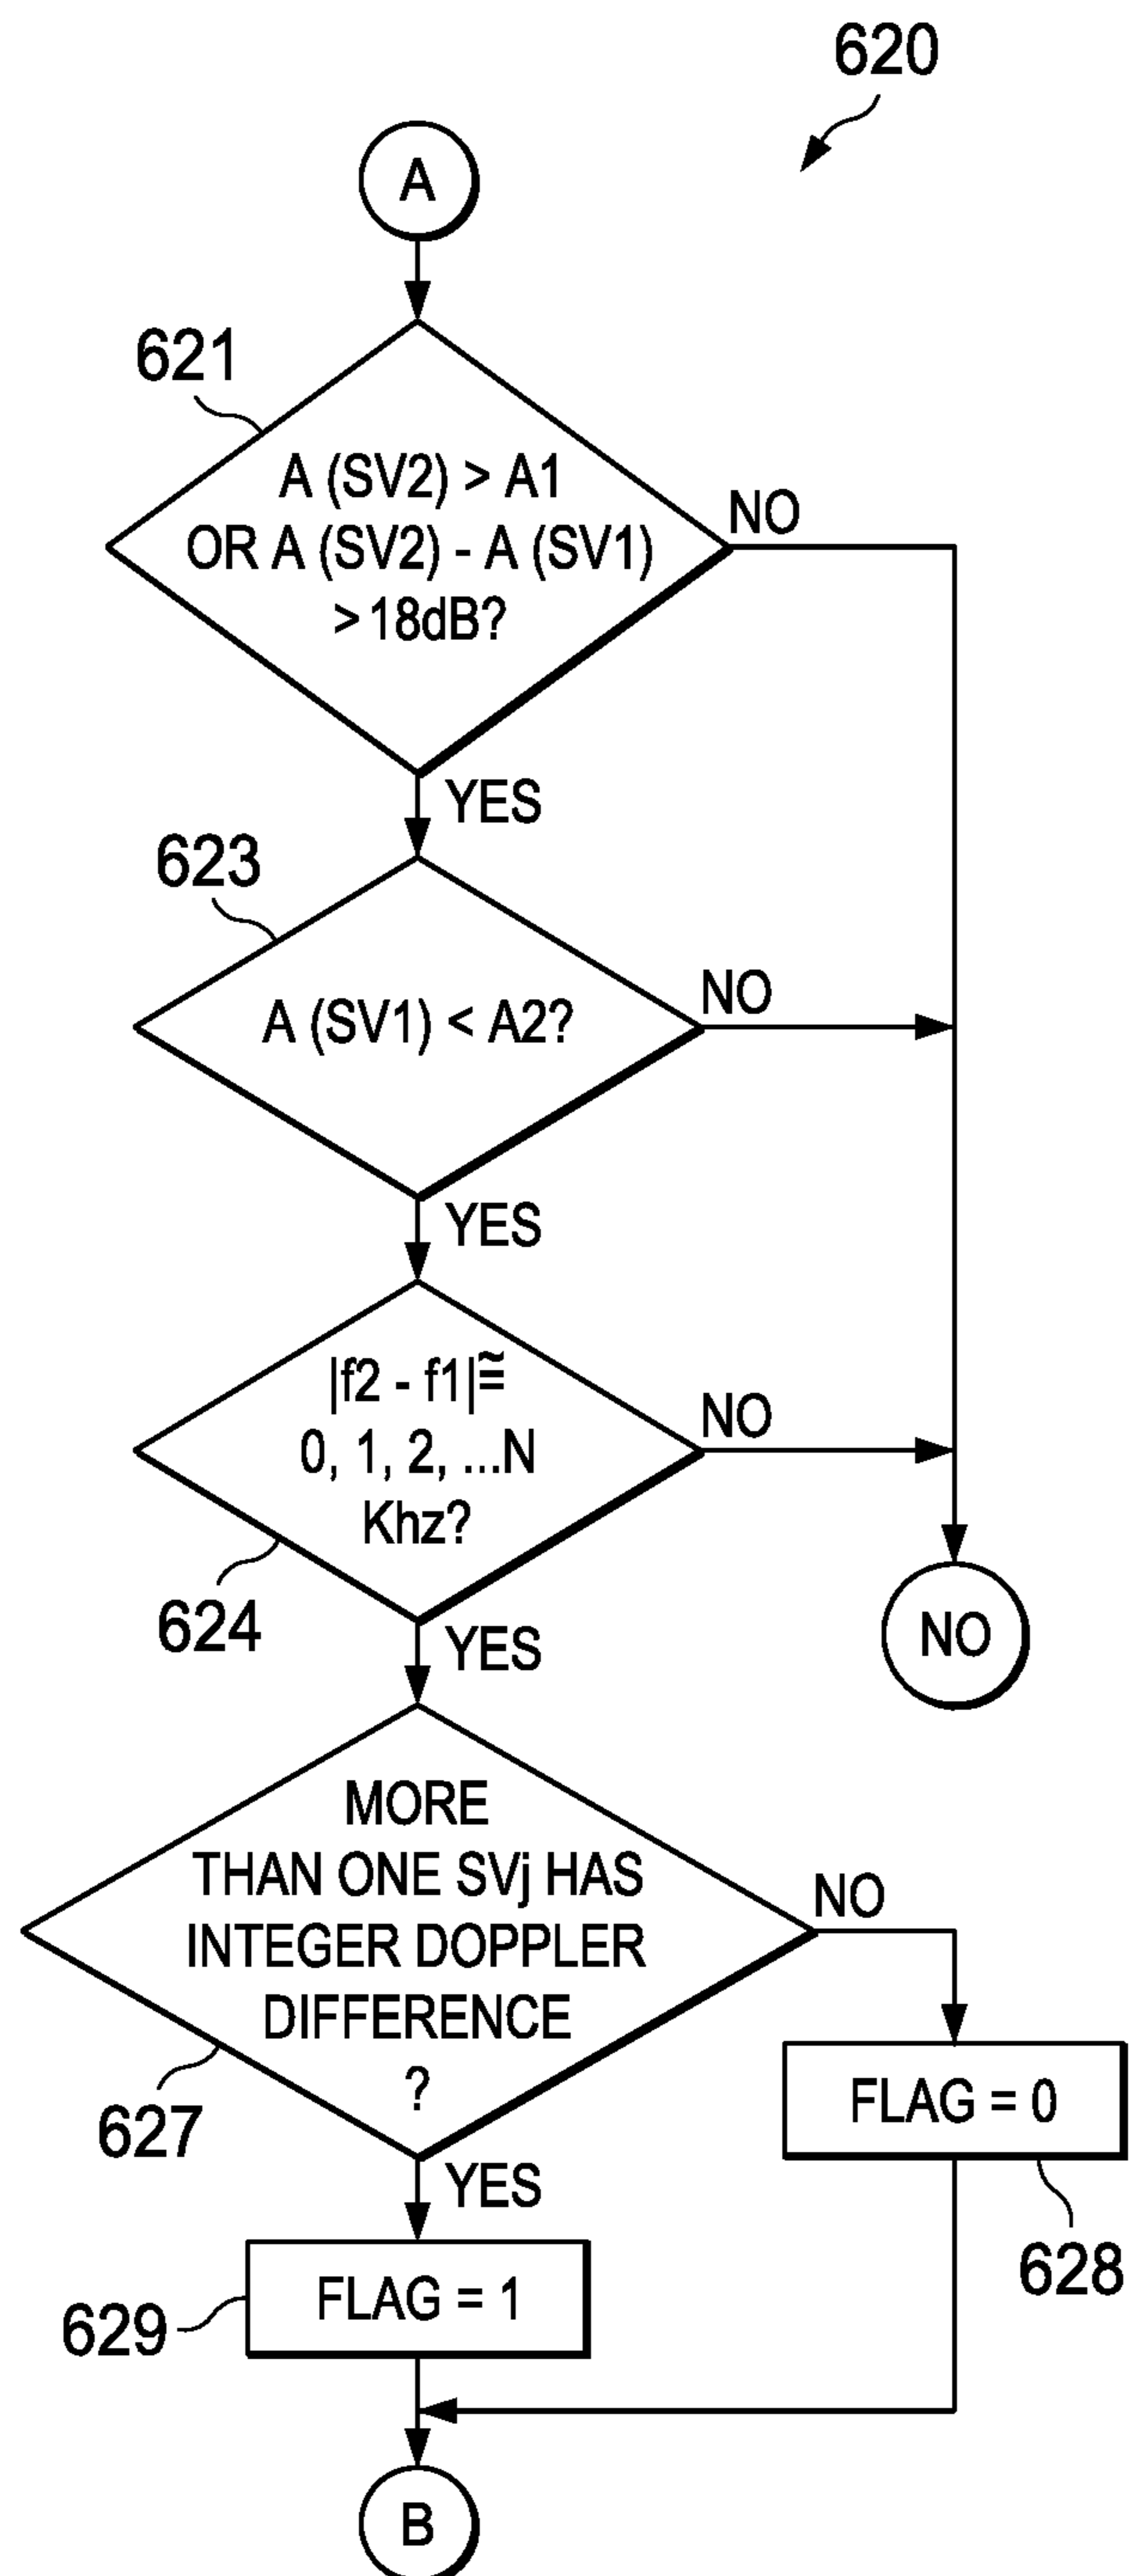 620
A
621
A (SV2) > A1
OR A (SV2) - A (SV1)
> 18dB?
NO
YES
623
A (SV1) < A2?
NO
YES
|f2 - f1|≅
0, 1, 2, ...N
Khz?
NO
624
YES
NO
MORE
THAN ONE SVj HAS
INTEGER DOPPLER
DIFFERENCE
?
NO
627
YES
FLAG = 0
628
FLAG = 1
629
B